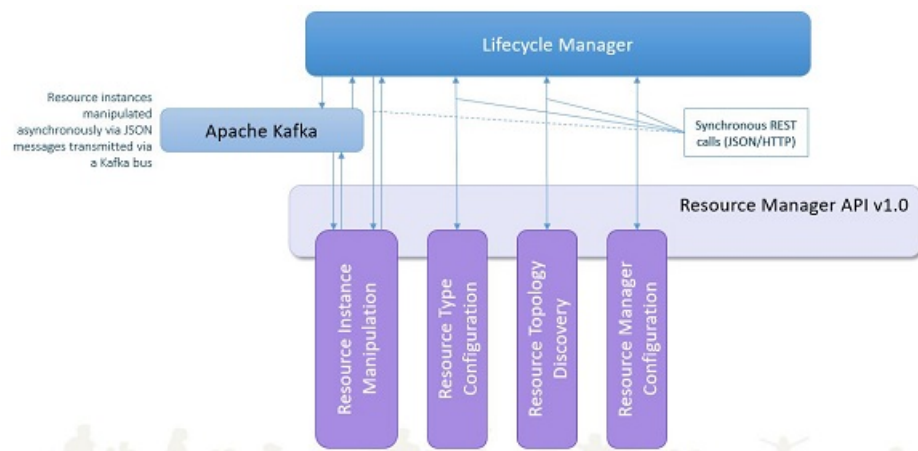 Lifecycle Manager
Resource instances
manipulated
asynchronously via JSON
messages transmitted via
a Kafka bus
Apache Kafka
Synchronous REST
calls (JSON/HTTP)
Resource Manager API v1.0
Resource Instance
Manipulation
Resource Type
Configuration
Resource Topology
Discovery
Resource Manager
Configuration